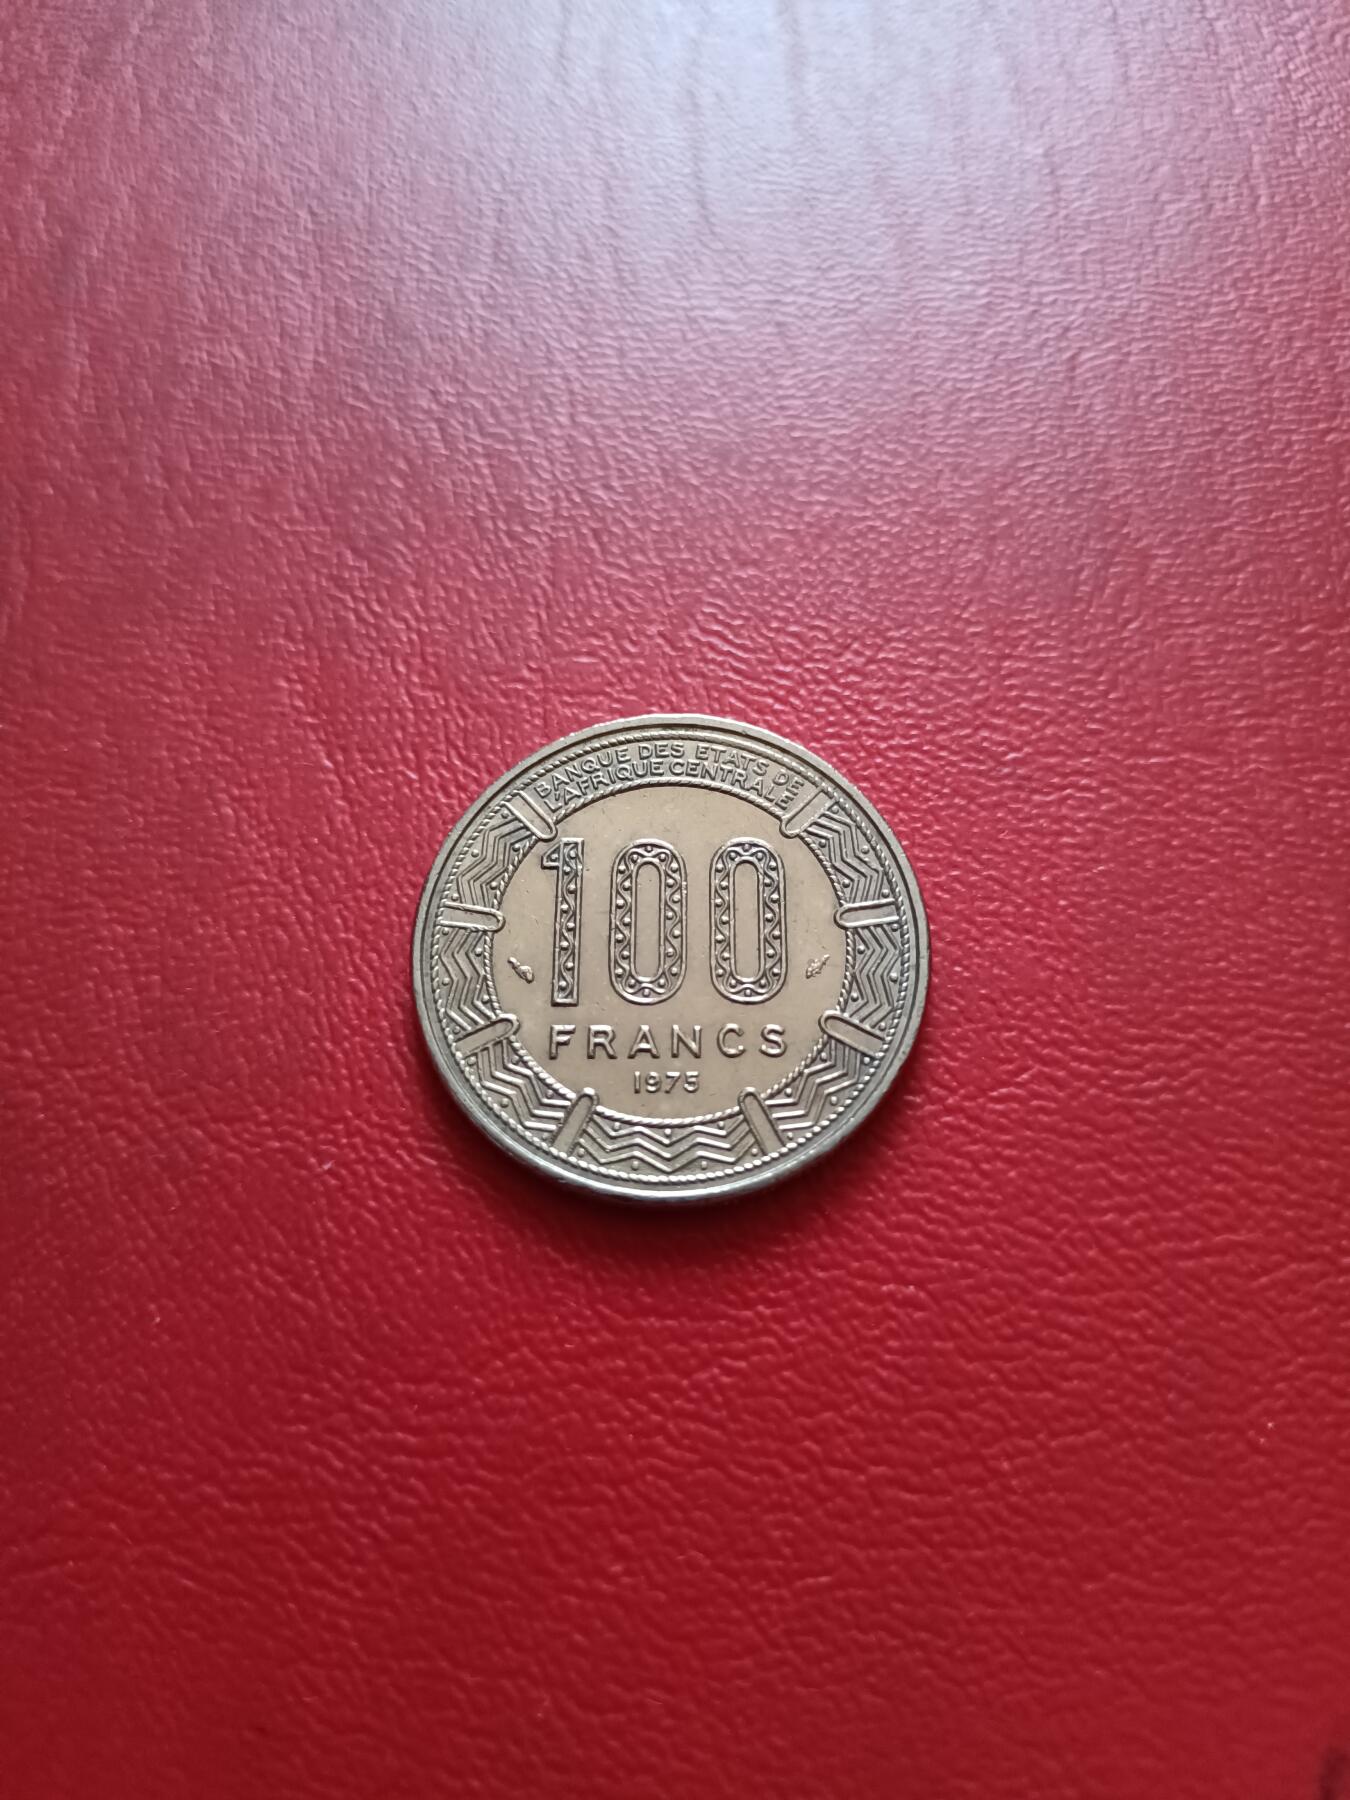 BANQUE DES ETATS DE
L'AFRIQUE CENTRALE
100
FRANCS
1975